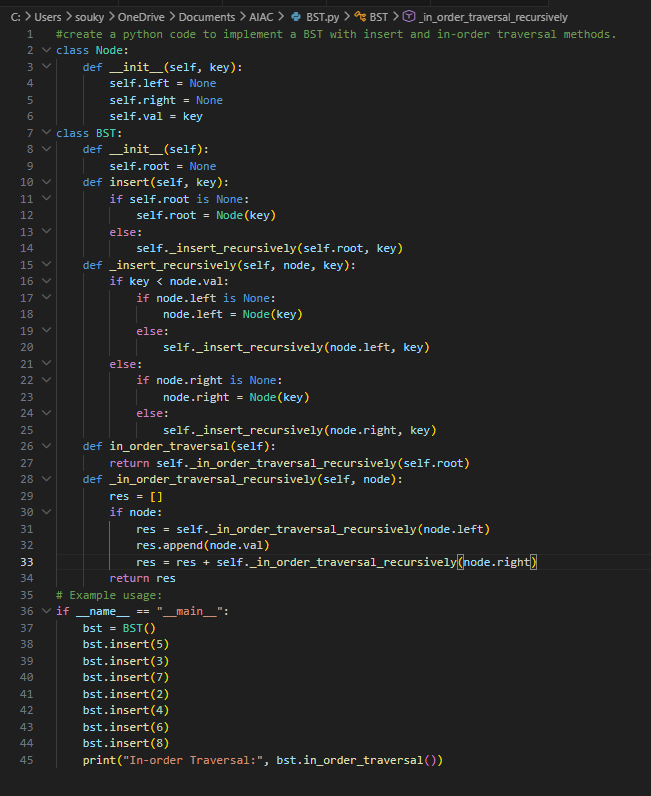 C: > Users > souky > OneDrive > Documents > AIAC > BST.py > BST > _in_order_traversal_recursively
1 #create a python code to implement a BST with insert and in-order traversal methods.
2 class Node:
3     def __init__(self, key):
4         self.left = None
5         self.right = None
6         self.val = key
7 class BST:
8     def __init__(self):
9         self.root = None
10     def insert(self, key):
11         if self.root is None:
12             self.root = Node(key)
13         else:
14             self._insert_recursively(self.root, key)
15     def _insert_recursively(self, node, key):
16         if key < node.val:
17             if node.left is None:
18                 node.left = Node(key)
19             else:
20                 self._insert_recursively(node.left, key)
21         else:
22             if node.right is None:
23                 node.right = Node(key)
24             else:
25                 self._insert_recursively(node.right, key)
26     def in_order_traversal(self):
27         return self._in_order_traversal_recursively(self.root)
28     def _in_order_traversal_recursively(self, node):
29         res = []
30         if node:
31             res = self._in_order_traversal_recursively(node.left)
32             res.append(node.val)
33             res = res + self._in_order_traversal_recursively(node.right)
34         return res
35 # Example usage:
36 if __name__ == "__main__":
37     bst = BST()
38     bst.insert(5)
39     bst.insert(3)
40     bst.insert(7)
41     bst.insert(2)
42     bst.insert(4)
43     bst.insert(6)
44     bst.insert(8)
45     print("In-order Traversal:", bst.in_order_traversal())